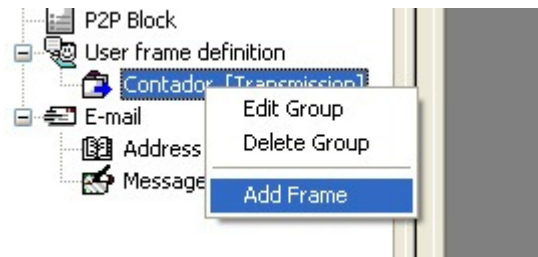 P2P Block
User frame definition
Contador [Transmission]
Edit Group
E-mail
Delete Group
Address
Message
Add Frame